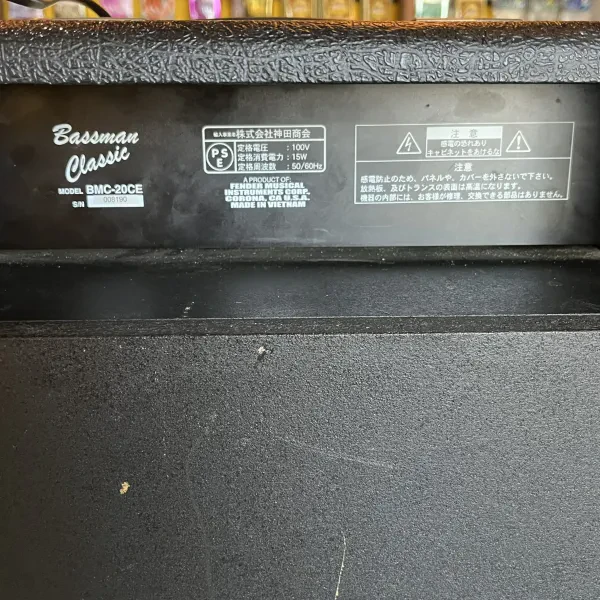 Bassman
Classic
MODEL BMC-20CE
S/N 008190
輸入事業者 株式会社神田商会
PSE
定格電圧 : 100V
定格消費電力 : 15W
定格周波数 : 50/60Hz
A PRODUCT OF:
FENDER MUSICAL
INSTRUMENTS CORP.
CORONA, CA U.S.A.
MADE IN VIETNAM
注 意
感電の恐れあり
キャビネットをあけるな
注意
感電防止のため、パネルや、カバーを外さないで下さい。
放熱板、及びトランスの表面は高温になります。
機器の内部には、お客様が修理、交換できる部品はありません。